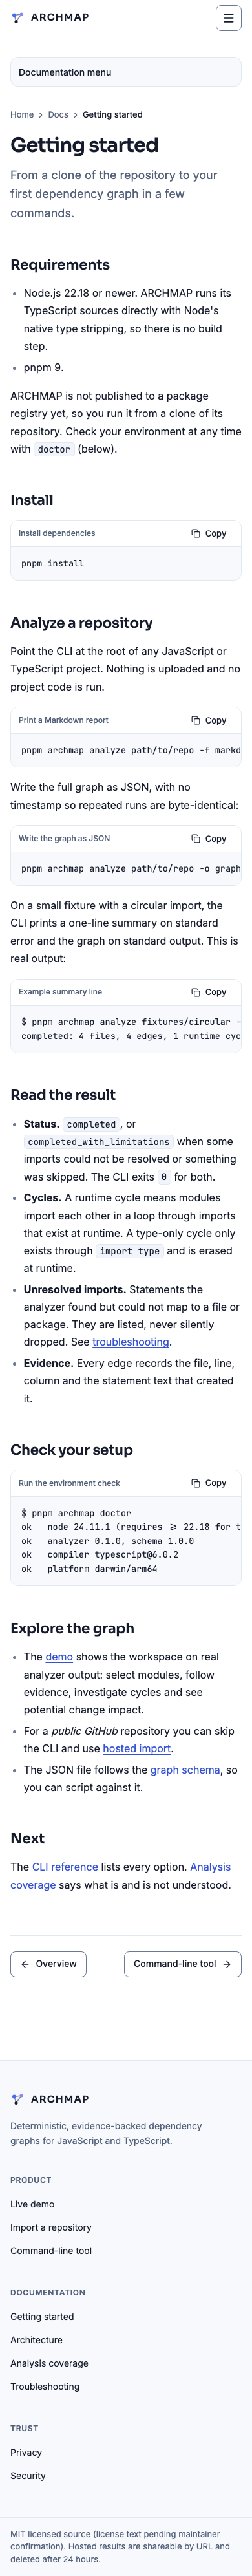 ARCHMAP
Documentation menu
Home > Docs > Getting started
Getting started
From a clone of the repository to your
first dependency graph in a few
commands.
Requirements
• Node.js 22.18 or newer. ARCHMAP runs its
TypeScript sources directly with Node's
native type stripping, so there is no build
step.
• pnpm 9.
ARCHMAP is not published to a package
registry yet, so you run it from a clone of its
repository. Check your environment at any time
with doctor (below).
Install
Install dependencies Copy
pnpm install
Analyze a repository
Point the CLI at the root of any JavaScript or
TypeScript project. Nothing is uploaded and no
project code is run.
Print a Markdown report Copy
pnpm archmap analyze path/to/repo -f markd
Write the full graph as JSON, with no
timestamp so repeated runs are byte-identical:
Write the graph as JSON Copy
pnpm archmap analyze path/to/repo -o graph
On a small fixture with a circular import, the
CLI prints a one-line summary on standard
error and the graph on standard output. This is
real output:
Example summary line Copy
$ pnpm archmap analyze fixtures/circular -
completed: 4 files, 4 edges, 1 runtime cyc
Read the result
• Status. completed, or
completed_with_limitations when some
imports could not be resolved or something
was skipped. The CLI exits 0 for both.
• Cycles. A runtime cycle means modules
import each other in a loop through imports
that exist at runtime. A type-only cycle only
exists through import type and is erased
at runtime.
• Unresolved imports. Statements the
analyzer found but could not map to a file or
package. They are listed, never silently
dropped. See troubleshooting.
• Evidence. Every edge records the file, line,
column and the statement text that created
it.
Check your setup
Run the environment check Copy
$ pnpm archmap doctor
ok node 24.11.1 (requires ≥ 22.18 for t
ok analyzer 0.1.0, schema 1.0.0
ok compiler typescript@6.0.2
ok platform darwin/arm64
Explore the graph
• The demo shows the workspace on real
analyzer output: select modules, follow
evidence, investigate cycles and see
potential change impact.
• For a public GitHub repository you can skip
the CLI and use hosted import.
• The JSON file follows the graph schema, so
you can script against it.
Next
The CLI reference lists every option. Analysis
coverage says what is and is not understood.
← Overview
Command-line tool →
ARCHMAP
Deterministic, evidence-backed dependency
graphs for JavaScript and TypeScript.
PRODUCT
Live demo
Import a repository
Command-line tool
DOCUMENTATION
Getting started
Architecture
Analysis coverage
Troubleshooting
TRUST
Privacy
Security
MIT licensed source (license text pending maintainer
confirmation). Hosted results are shareable by URL and
deleted after 24 hours.